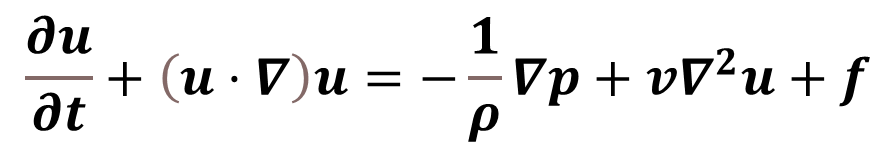 ∂u/∂t + (u · ∇)u = − 1/ρ ∇p + v∇²u + f